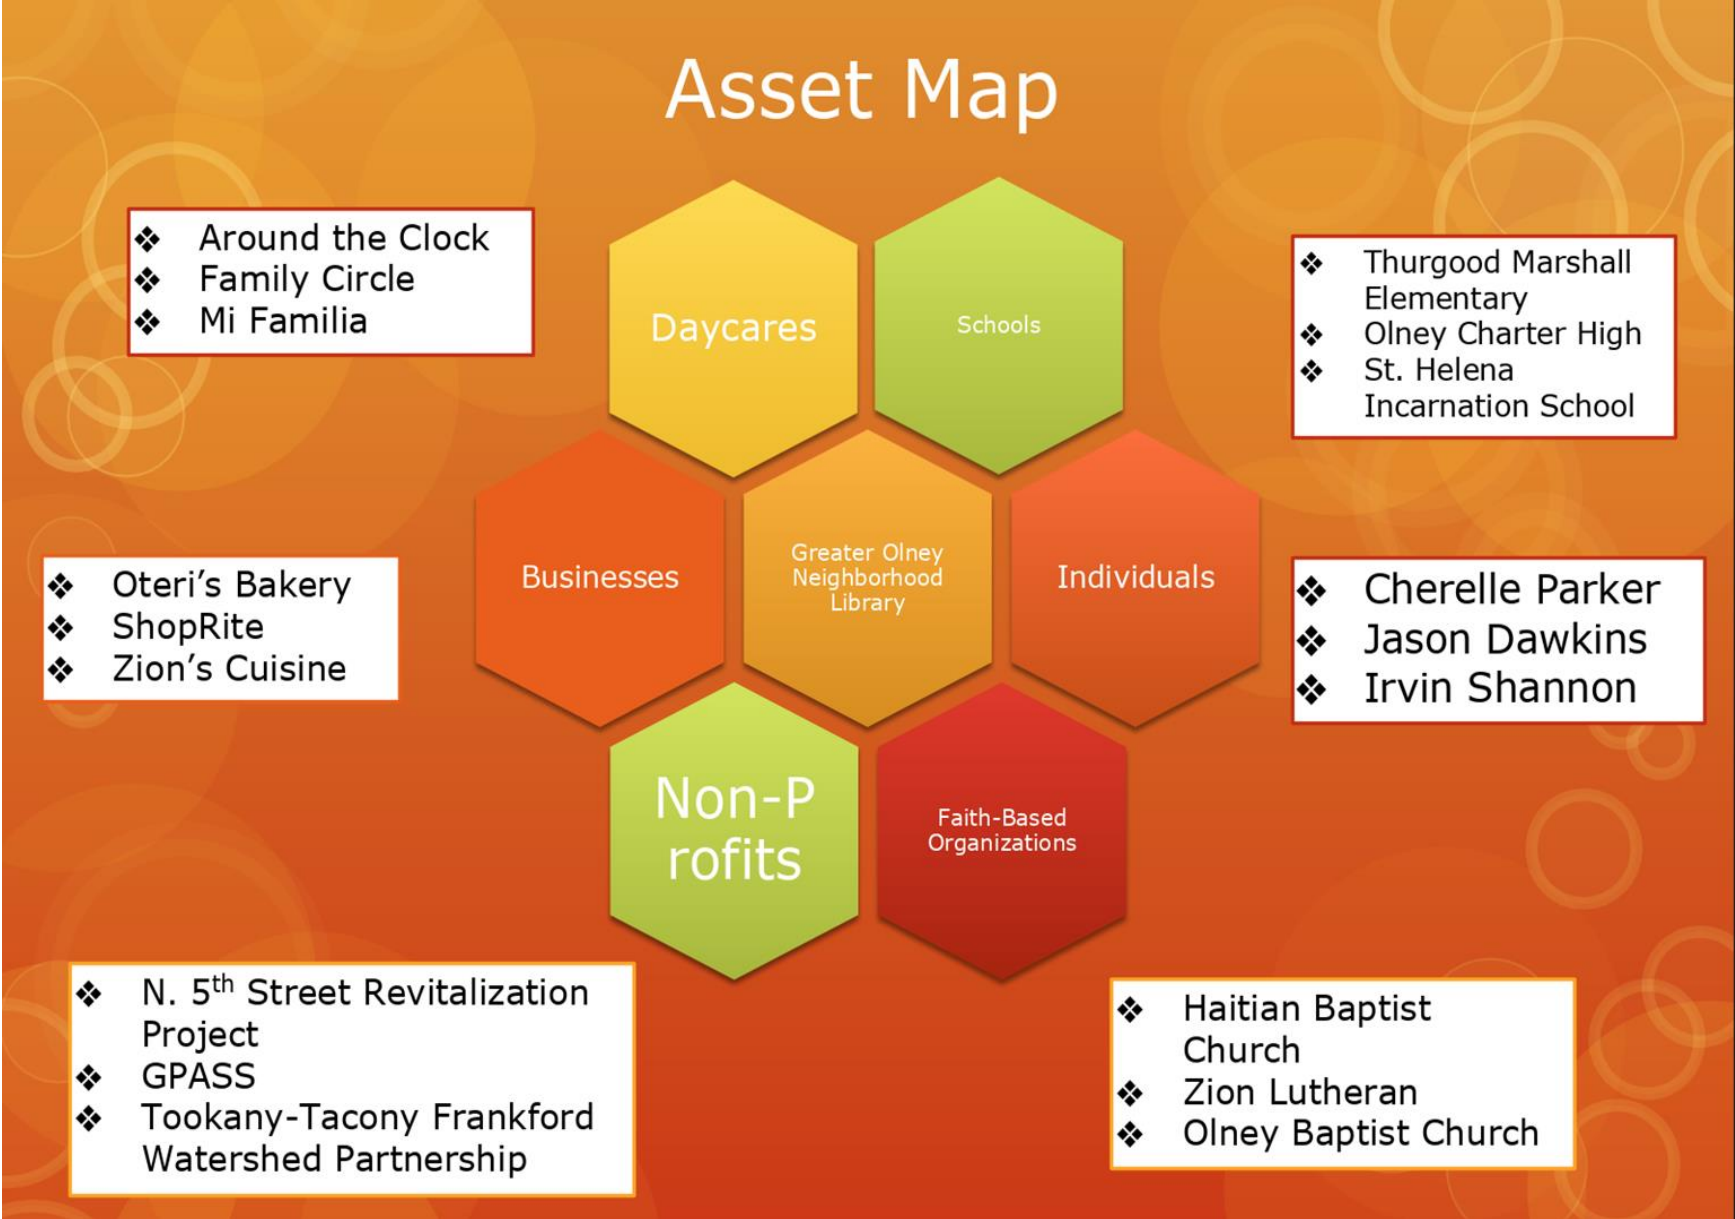 Asset Map
❖ Around the Clock
❖ Family Circle
❖ Mi Familia
Daycares
Schools
❖ Thurgood Marshall
Elementary
❖ Olney Charter High
❖ St. Helena
Incarnation School
❖ Oteri’s Bakery
❖ ShopRite
❖ Zion’s Cuisine
Businesses
Greater Olney
Neighborhood
Library
Individuals
❖ Cherelle Parker
❖ Jason Dawkins
❖ Irvin Shannon
Non-P
rofits
Faith-Based
Organizations
❖ N. 5th Street Revitalization
Project
❖ GPASS
❖ Tookany-Tacony Frankford
Watershed Partnership
❖ Haitian Baptist
Church
❖ Zion Lutheran
❖ Olney Baptist Church